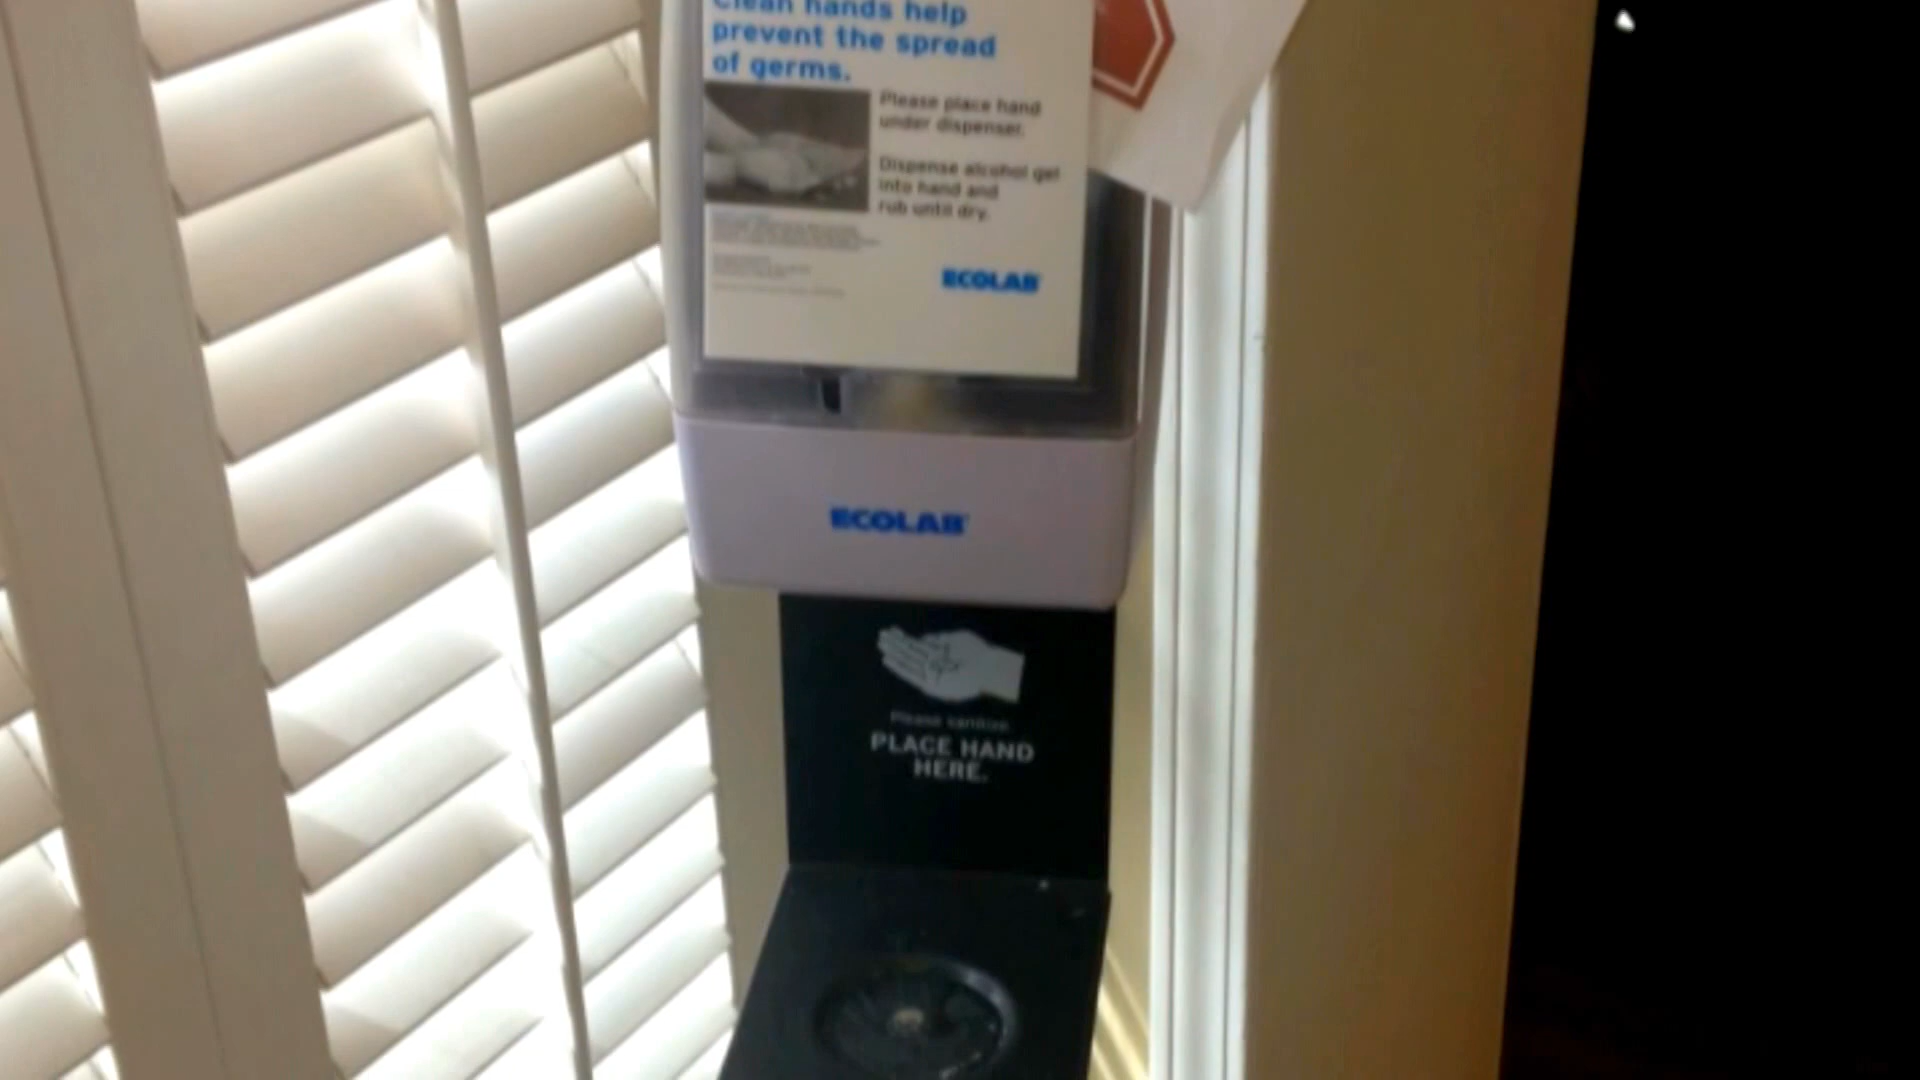 Clean hands help
prevent the spread
of germs.
Please place hand
under dispenser.
Dispense alcohol gel
into hand and
rub until dry.
ECOLAB
ECOLAB
Please sanitize.
PLACE HAND
HERE.